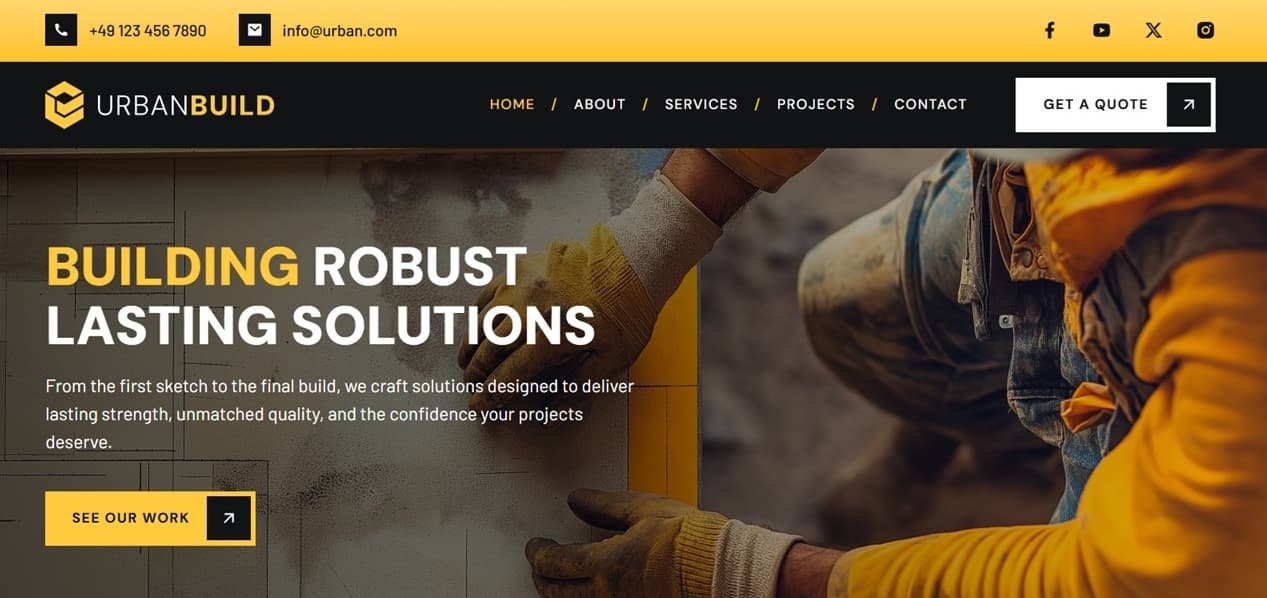 +49 123 456 7890
info@urban.com
URBANBUILD
HOME / ABOUT / SERVICES / PROJECTS / CONTACT
GET A QUOTE
BUILDING ROBUST
LASTING SOLUTIONS
From the first sketch to the final build, we craft solutions designed to deliver
lasting strength, unmatched quality, and the confidence your projects
deserve.
SEE OUR WORK